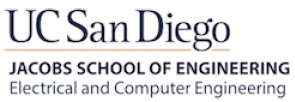 UC San Diego
JACOBS SCHOOL OF ENGINEERING
Electrical and Computer Engineering